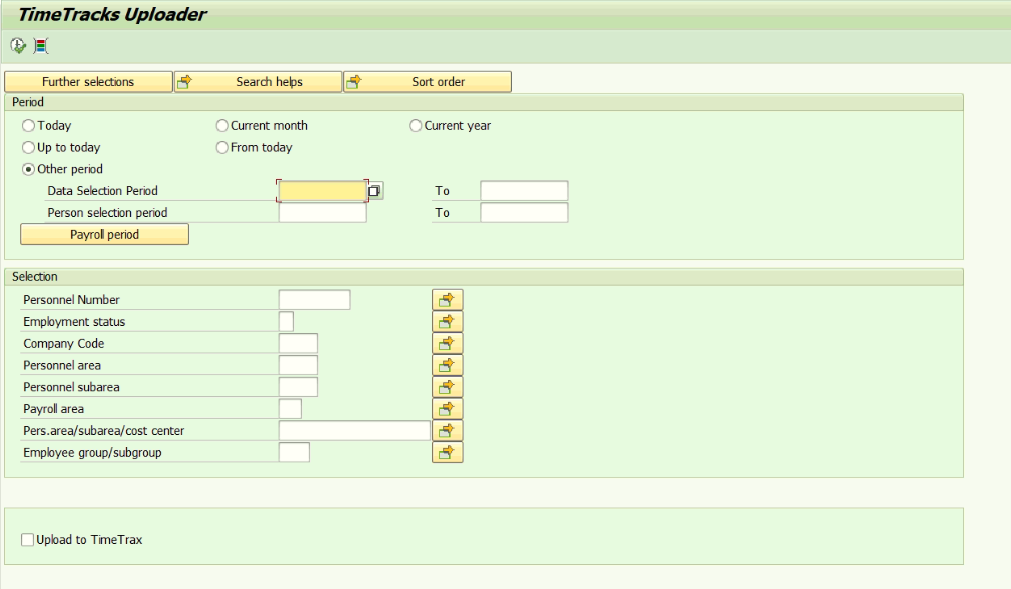 TimeTracks Uploader
Further selections Search helps Sort order
Period
Today Current month Current year
Up to today From today
Other period
Data Selection Period To
Person selection period To
Payroll period
Selection
Personnel Number
Employment status
Company Code
Personnel area
Personnel subarea
Payroll area
Pers.area/subarea/cost center
Employee group/subgroup
Upload to TimeTrax